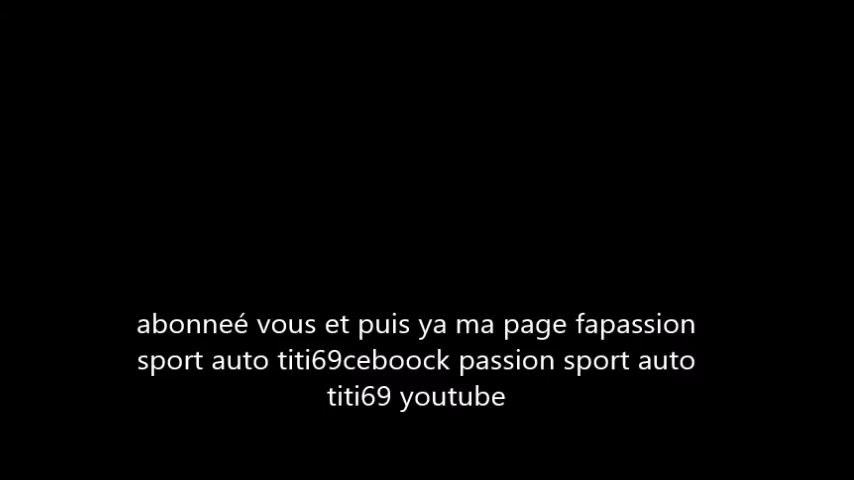 abonneé vous et puis ya ma page fapassion
sport auto titi69ceboock passion sport auto
titi69 youtube